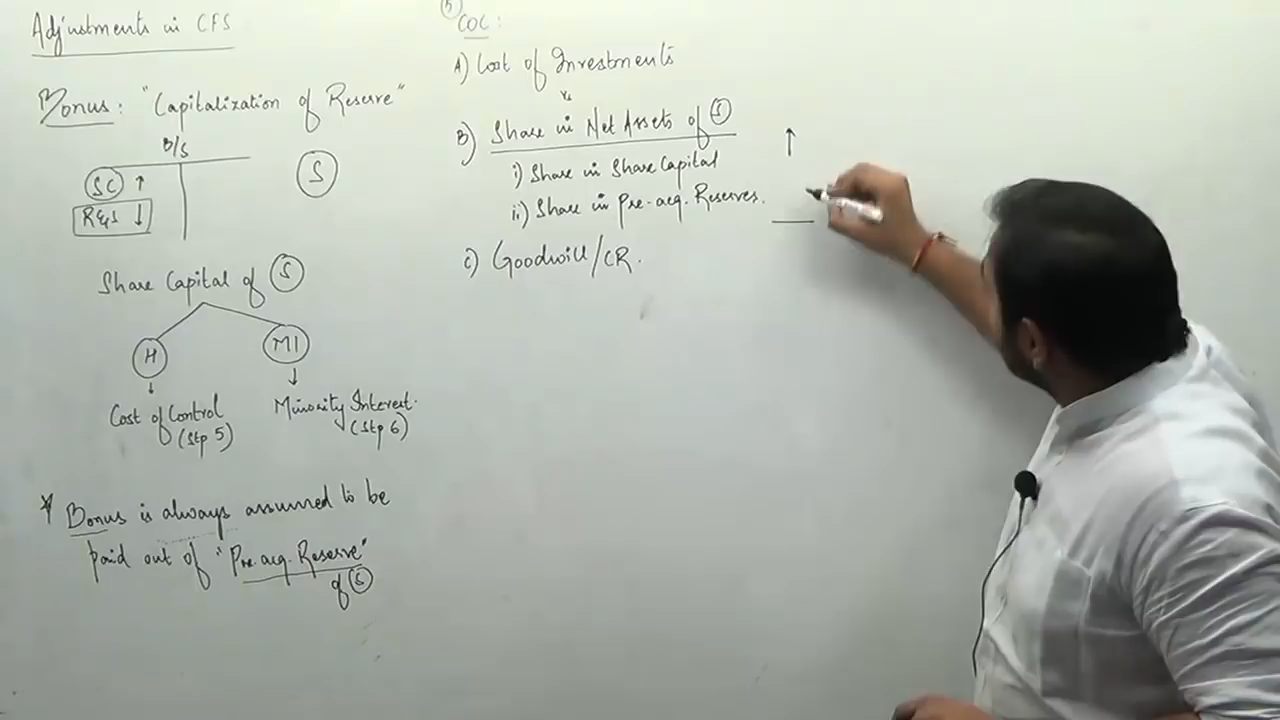 Adjustments in CFS
Bonus: "Capitalization of Reserve"
B/S
SC ↑
R&S ↓
S
Share Capital of S
H
MI
↓
↓
Cost of Control
(Stp 5)
Minority Interest.
(Stp 6)
* Bonus is always assumed to be
paid out of "Pre-acq. Reserve"
of S
5
COC:
A) Cost of Investments
Vs
B) Share in Net Assets of S
i) Share in Share Capital ↑
ii) Share in Pre-acq. Reserves.
C) Goodwill/CR.